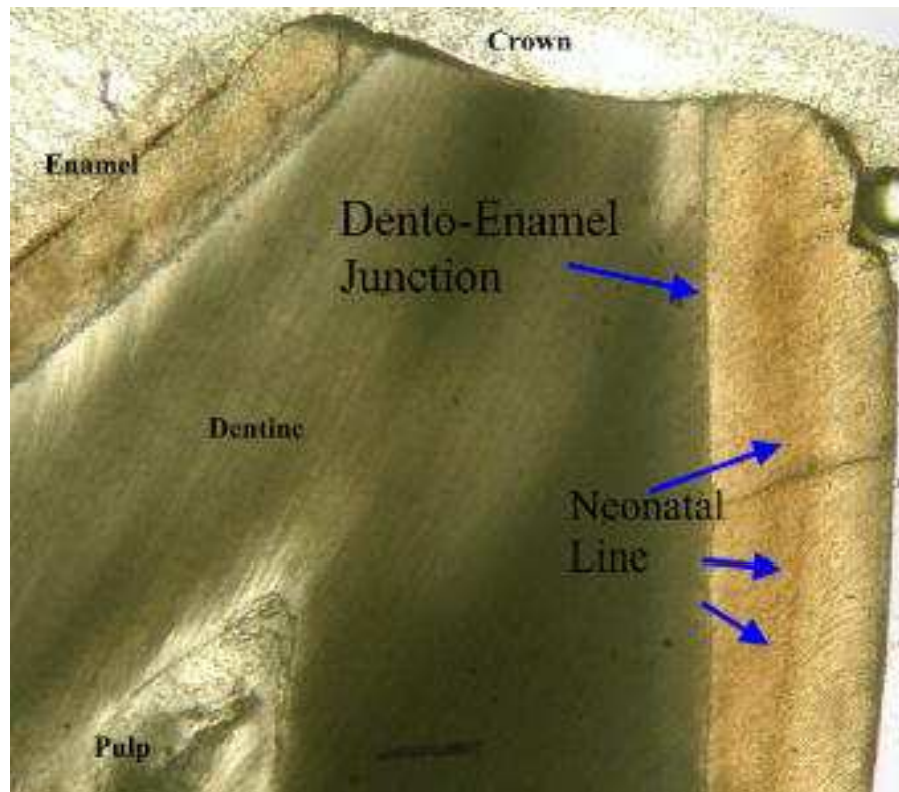 Crown
Enamel
Dento-Enamel
Junction
Dentine
Neonatal
Line
Pulp